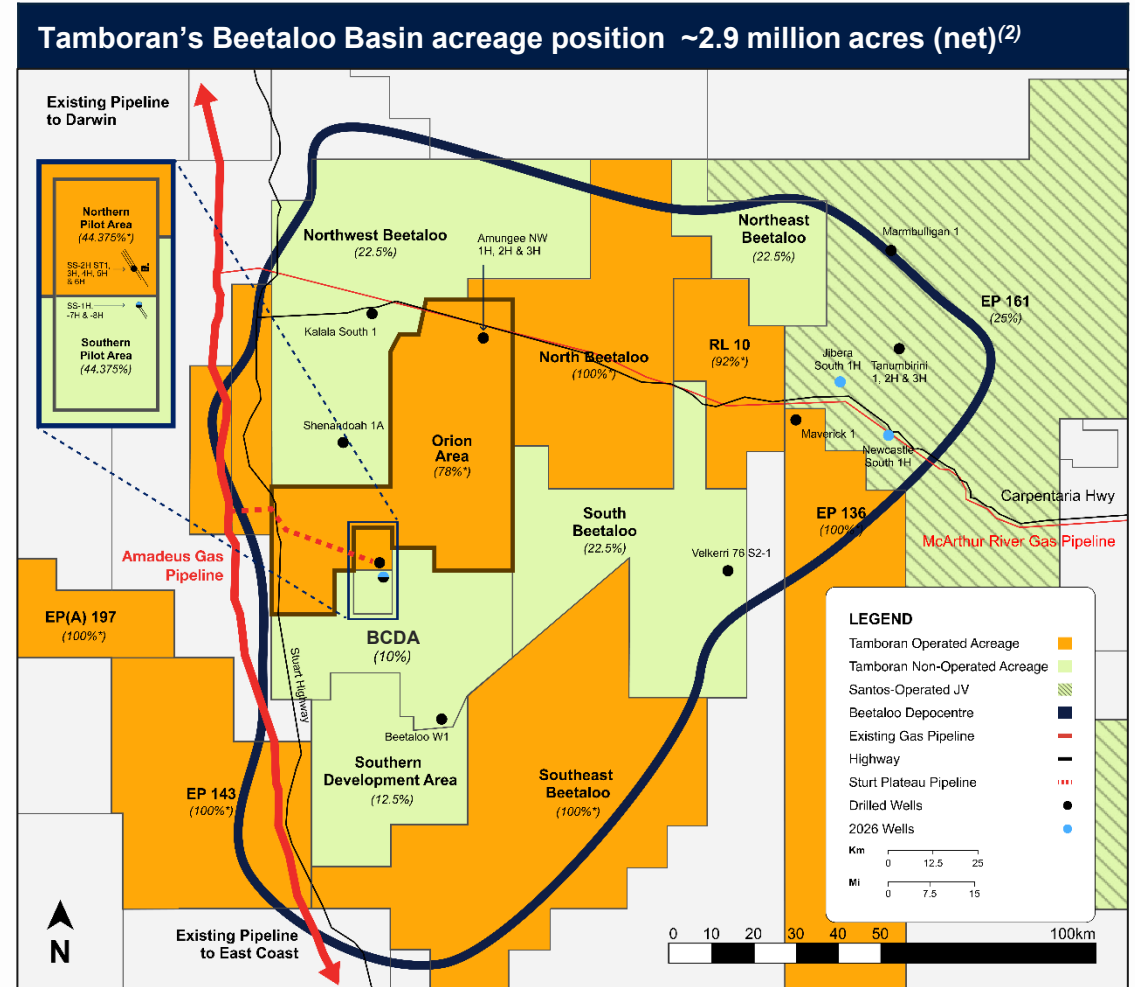 Tamboran's Beetaloo Basin acreage position ~2.9 million acres (net)(2)
Existing Pipeline
to Darwin
Northern
Pilot Area
(44.375%*)
SS-2H ST1,
3H, 4H, 5H
& 6H
SS-1H,
-7H & -8H
Southern
Pilot Area
(44.375%)
Northwest Beetaloo
(22.5%)
Amungee NW
1H, 2H & 3H
Northeast
Beetaloo
(22.5%)
Marmbulligan 1
EP 161
(25%)
Kalala South 1
North Beetaloo
(100%*)
RL 10
(92%*)
Jibera
South 1H
Tanumbirini
1, 2H & 3H
Shenandoah 1A
Orion
Area
(78%*)
Maverick 1
Newcastle
South 1H
Carpentaria Hwy
McArthur River Gas Pipeline
EP 136
(100%*)
South
Beetaloo
(22.5%)
Velkerri 76 S2-1
Amadeus Gas
Pipeline
EP(A) 197
(100%*)
BCDA
(10%)
Stuart Highway
Beetaloo W1
Southern
Development Area
(12.5%)
EP 143
(100%*)
Southeast
Beetaloo
(100%*)
Existing Pipeline
to East Coast
N
LEGEND
Tamboran Operated Acreage
Tamboran Non-Operated Acreage
Santos-Operated JV
Beetaloo Depocentre
Existing Gas Pipeline
Highway
Sturt Plateau Pipeline
Drilled Wells
2026 Wells
Km
0 12.5 25
Mi
0 7.5 15
0 10 20 30 40 50 100km